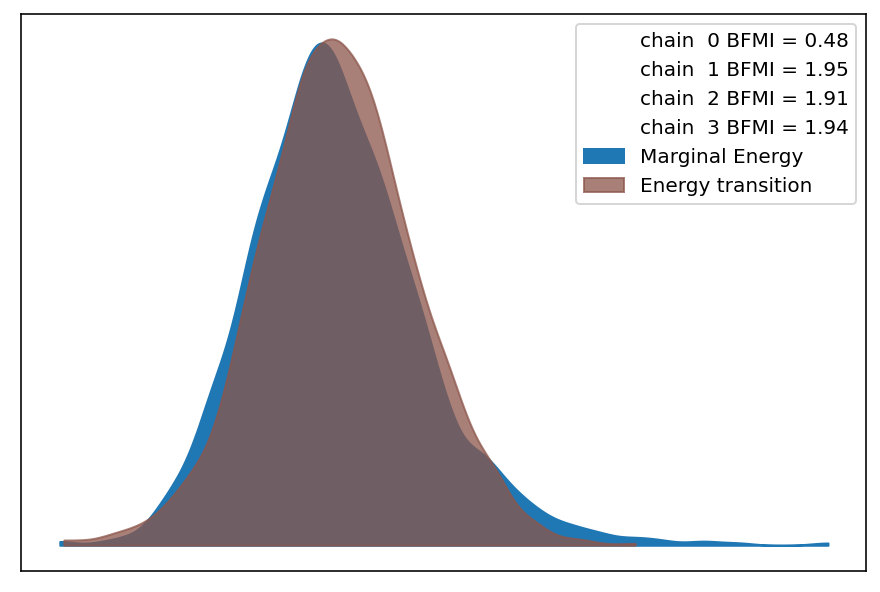 chain  0 BFMI = 0.48
chain  1 BFMI = 1.95
chain  2 BFMI = 1.91
chain  3 BFMI = 1.94
Marginal Energy
Energy transition